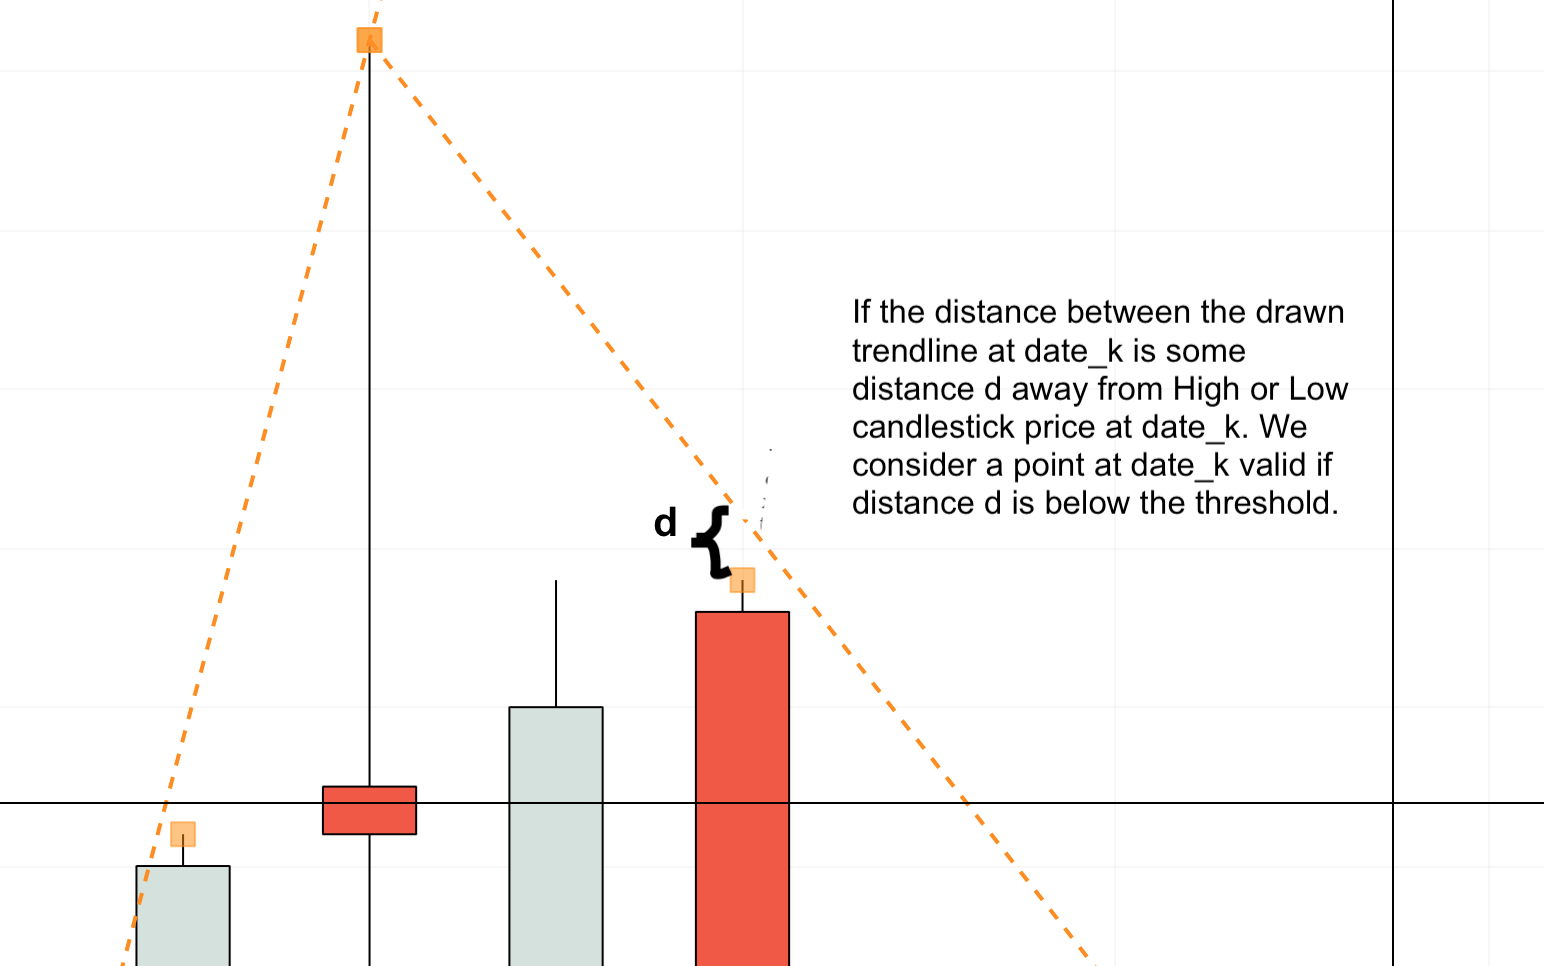 If the distance between the drawn
trendline at date_k is some
distance d away from High or Low
candlestick price at date_k. We
consider a point at date_k valid if
distance d is below the threshold.
d {